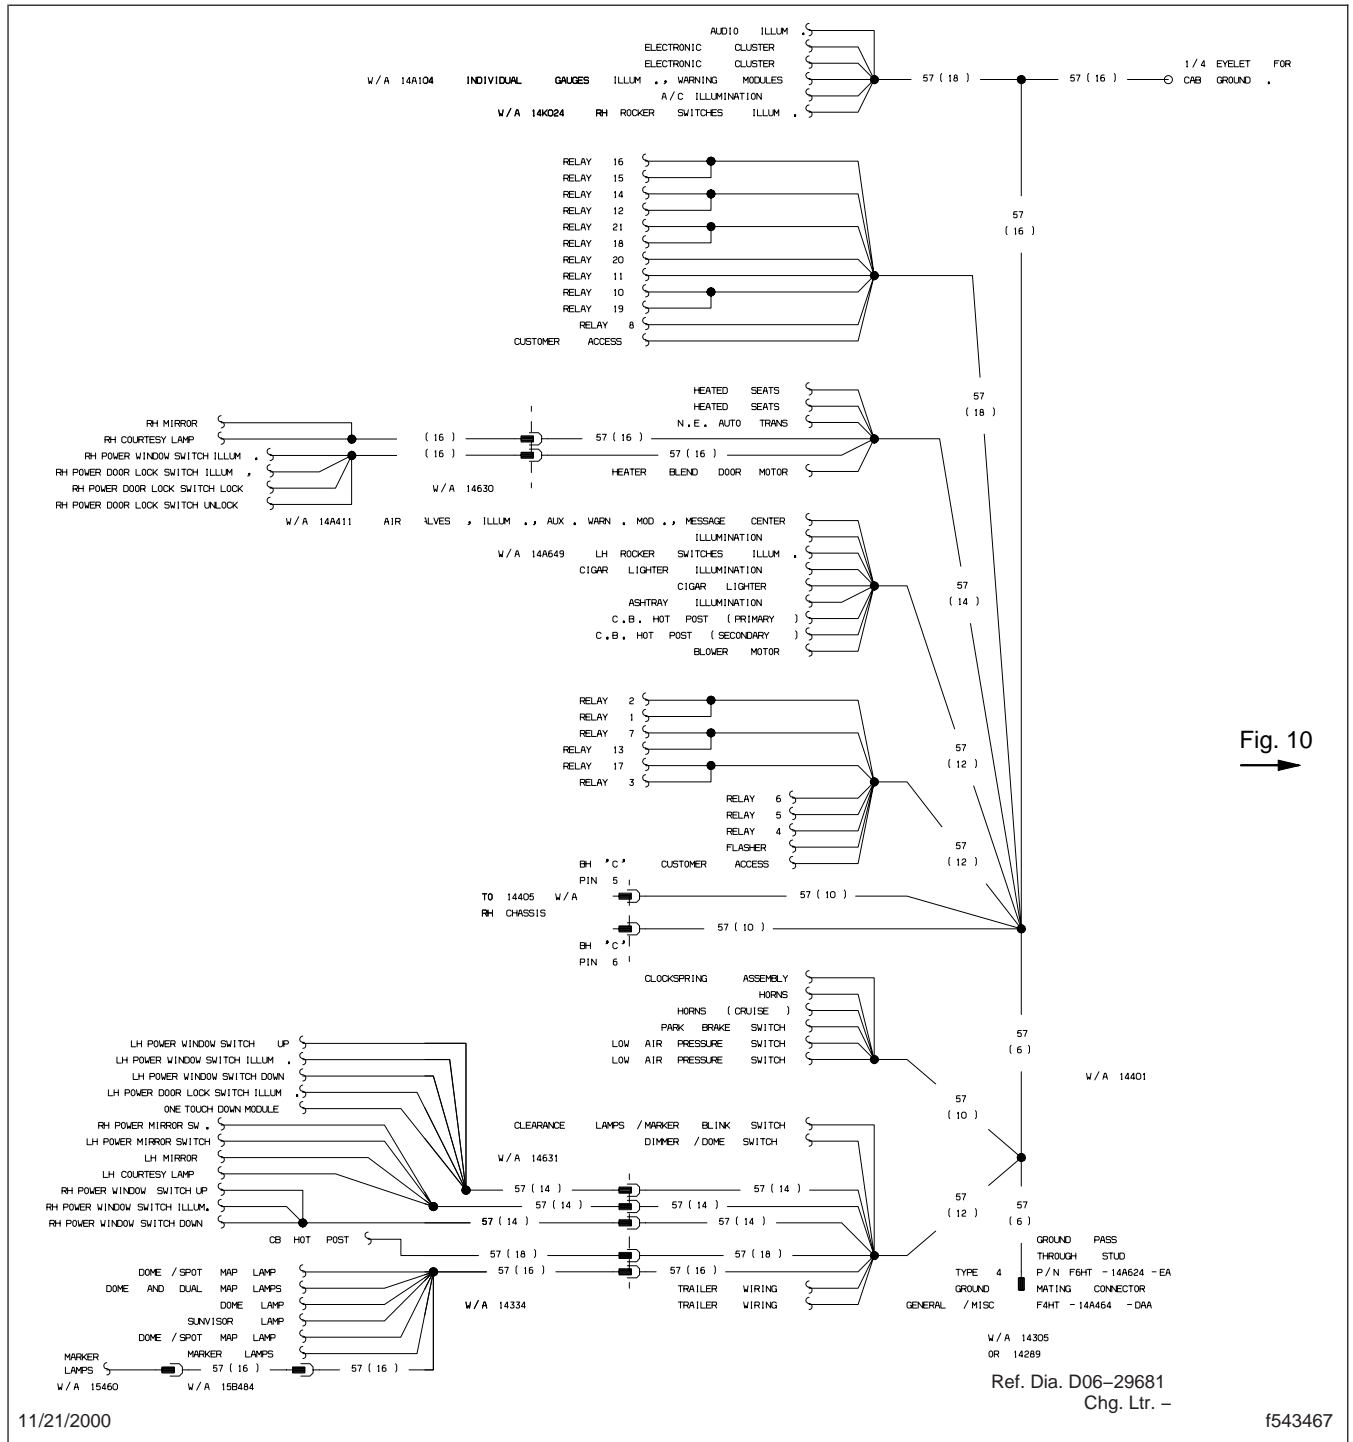 AUDIO ILLUM .
ELECTRONIC CLUSTER
ELECTRONIC CLUSTER
W/A 14A104 INDIVIDUAL GAUGES ILLUM ., WARNING MODULES
A/C ILLUMINATION
W/A 14K024 RH ROCKER SWITCHES ILLUM .
57 ( 18 )
57 ( 16 )
1/4 EYELET FOR
CAB GROUND .
RELAY 16
RELAY 15
RELAY 14
RELAY 12
RELAY 21
RELAY 18
RELAY 20
RELAY 11
RELAY 10
RELAY 19
RELAY 8
CUSTOMER ACCESS
57
( 16 )
57
( 18 )
HEATED SEATS
HEATED SEATS
N.E. AUTO TRANS
RH MIRROR
RH COURTESY LAMP
RH POWER WINDOW SWITCH ILLUM .
RH POWER DOOR LOCK SWITCH ILLUM ,
RH POWER DOOR LOCK SWITCH LOCK
RH POWER DOOR LOCK SWITCH UNLOCK
( 16 )
( 16 )
57 ( 16 )
57 ( 16 )
HEATER BLEND DOOR MOTOR
W/A 14630
W/A 14A411 AIR LVES , ILLUM ., AUX . WARN . MOD ., MESSAGE CENTER
ILLUMINATION
W/A 14A649 LH ROCKER SWITCHES ILLUM .
CIGAR LIGHTER ILLUMINATION
CIGAR LIGHTER
ASHTRAY ILLUMINATION
C.B. HOT POST ( PRIMARY )
C.B. HOT POST ( SECONDARY )
BLOWER MOTOR
57
( 14 )
57
( 12 )
RELAY 2
RELAY 1
RELAY 7
RELAY 13
RELAY 17
RELAY 3
RELAY 6
RELAY 5
RELAY 4
FLASHER
CUSTOMER ACCESS
57
( 12 )
Fig. 10
BH 'C'
PIN 5
TO 14405 W/A
RH CHASSIS
57 ( 10 )
57 ( 10 )
BH 'C'
PIN 6
CLOCKSPRING ASSEMBLY
HORNS
HORNS ( CRUISE )
PARK BRAKE SWITCH
LOW AIR PRESSURE SWITCH
LOW AIR PRESSURE SWITCH
57
( 6 )
W/A 14401
57
( 10 )
LH POWER WINDOW SWITCH UP
LH POWER WINDOW SWITCH ILLUM .
LH POWER WINDOW SWITCH DOWN
LH POWER DOOR LOCK SWITCH ILLUM .
ONE TOUCH DOWN MODULE
RH POWER MIRROR SW .
LH POWER MIRROR SWITCH
LH MIRROR
LH COURTESY LAMP
RH POWER WINDOW SWITCH UP
RH POWER WINDOW SWITCH ILLUM.
RH POWER WINDOW SWITCH DOWN
CB HOT POST
CLEARANCE LAMPS /MARKER BLINK SWITCH
DIMMER /DOME SWITCH
W/A 14631
57 ( 14 )
57 ( 14 )
57 ( 14 )
57 ( 14 )
57 ( 14 )
57 ( 14 )
57 ( 18 )
57 ( 18 )
57 ( 16 )
57 ( 16 )
57
( 12 )
57
( 6 )
DOME /SPOT MAP LAMP
DOME AND DUAL MAP LAMPS
DOME LAMP
SUNVISOR LAMP
DOME /SPOT MAP LAMP
MARKER LAMPS
W/A 14334
TRAILER WIRING
TRAILER WIRING
GROUND PASS
THROUGH STUD
TYPE 4 P/N F6HT -14A624 -EA
GROUND MATING CONNECTOR
GENERAL /MISC F4HT -14A464 -DAA
W/A 14305
OR 14289
MARKER
LAMPS
57 ( 16 )
57 ( 16 )
W/A 15460
W/A 15B484
Ref. Dia. D06–29681
Chg. Ltr. –
11/21/2000
f543467